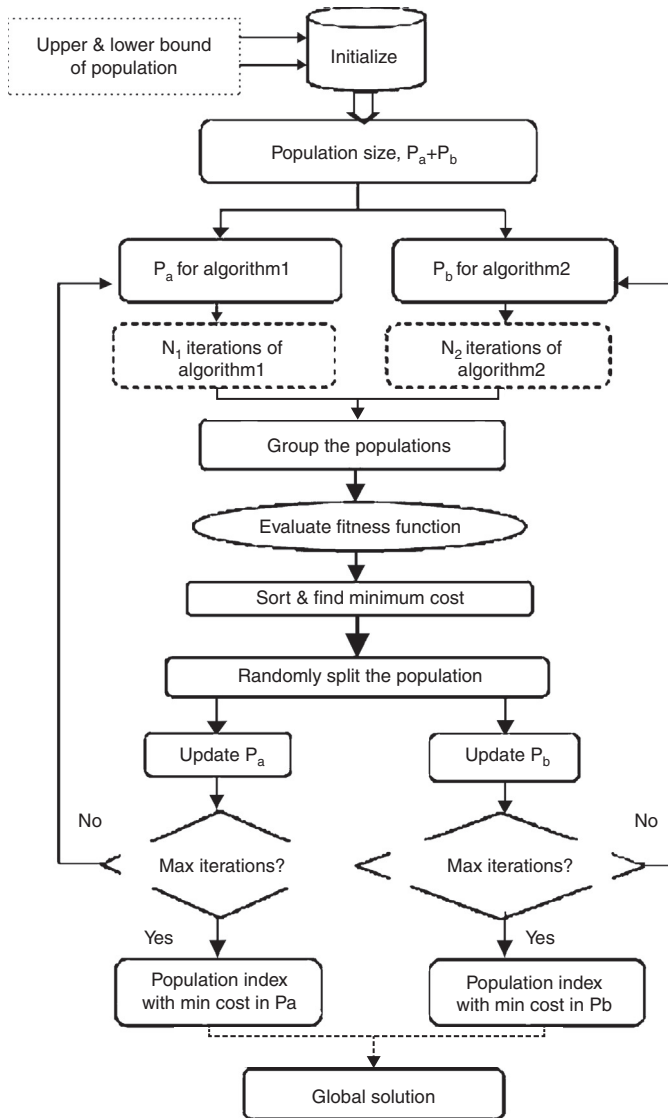 Upper & lower bound
of population
Initialize
Population size, Pa+Pb
Pa for algorithm1
Pb for algorithm2
N1 iterations of
algorithm1
N2 iterations of
algorithm2
Group the populations
Evaluate fitness function
Sort & find minimum cost
Randomly split the population
Update Pa
Update Pb
No
No
Max iterations?
Max iterations?
Yes
Yes
Population index
with min cost in Pa
Population index
with min cost in Pb
Global solution